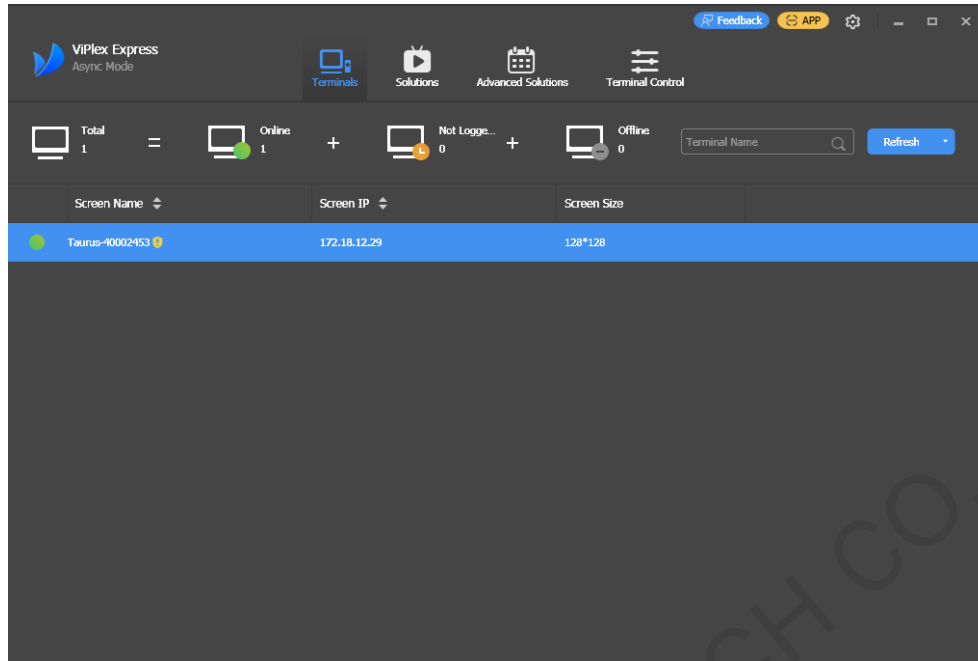 Feedback APP
ViPlex Express
Async Mode
Terminals Solutions Advanced Solutions Terminal Control
Total
1
=
Online
1
+
Not Logge...
0
+
Offline
0
Terminal Name
Refresh
Screen Name Screen IP Screen Size
Taurus-40002453 172.18.12.29 128*128
CO.